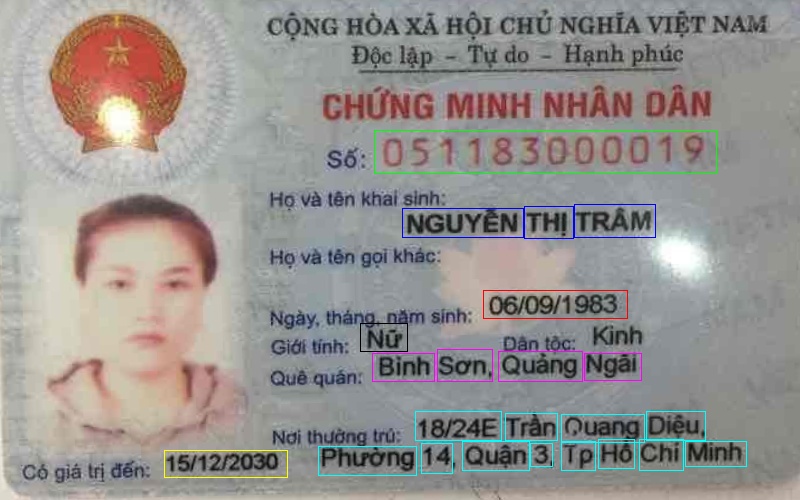 CỘNG HÒA XÃ HỘI CHỦ NGHĨA VIỆT NAM
Độc lập - Tự do - Hạnh phúc
CHỨNG MINH NHÂN DÂN
Số: 051183000019
Họ và tên khai sinh:
NGUYỄN THỊ TRÂM
Họ và tên gọi khác:
Ngày, tháng, năm sinh: 06/09/1983
Giới tính: Nữ Dân tộc: Kinh
Quê quán: Bình Sơn, Quảng Ngãi
Nơi thường trú: 18/24E Trần Quang Diệu,
Phường 14, Quận 3, Tp Hồ Chí Minh
Có giá trị đến: 15/12/2030